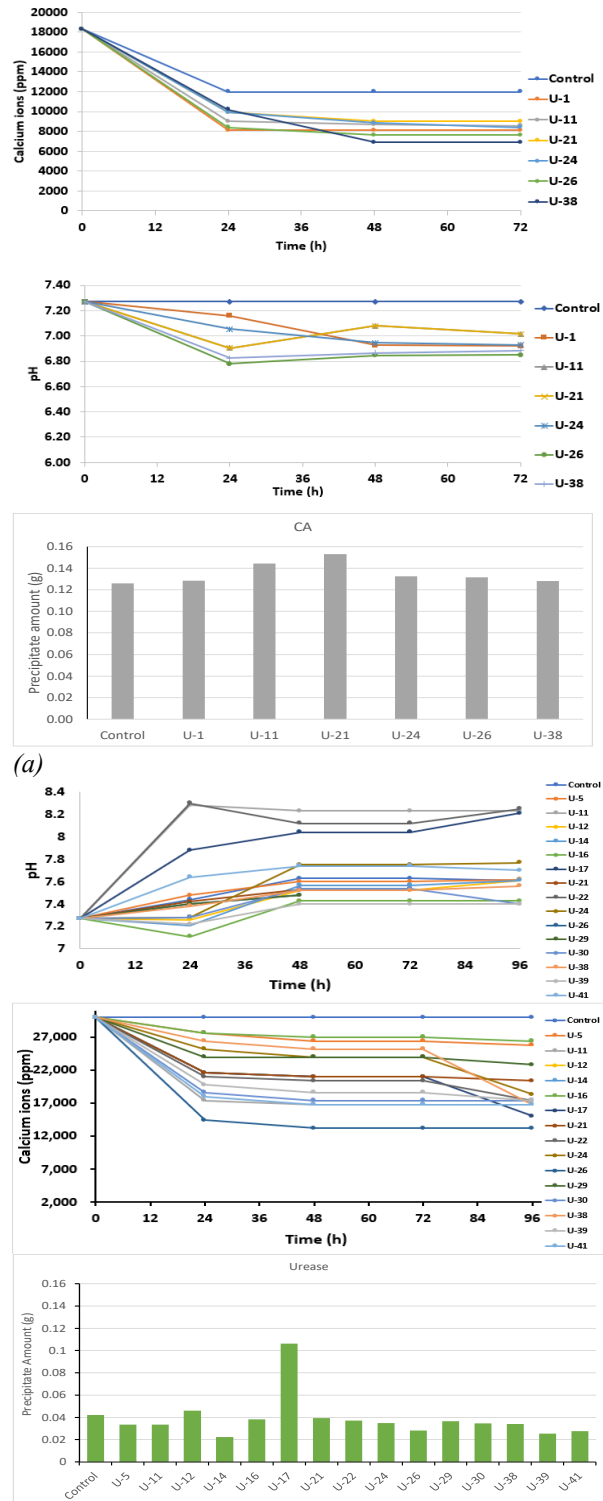 20000
18000
16000
14000
12000
10000
8000
6000
4000
2000
0
Calcium ions (ppm)
0 12 24 36 48 60 72
Time (h)
Control
U-1
U-11
U-21
U-24
U-26
U-38
7.40
7.20
7.00
6.80
6.60
6.40
6.20
6.00
pH
0 12 24 36 48 60 72
Time (h)
Control
U-1
U-11
U-21
U-24
U-26
U-38
CA
0.16
0.14
0.12
0.10
0.08
0.06
0.04
0.02
0.00
Precipitate amount (g)
Control U-1 U-11 U-21 U-24 U-26 U-38
(a)
8.4
8.2
8
7.8
7.6
7.4
7.2
7
pH
0 12 24 36 48 60 72 84 96
Time (h)
Control
U-5
U-11
U-12
U-14
U-16
U-17
U-21
U-22
U-24
U-26
U-29
U-30
U-38
U-39
U-41
27,000
22,000
17,000
12,000
7,000
2,000
Calcium ions (ppm)
0 12 24 36 48 60 72 84 96
Time (h)
Control
U-5
U-11
U-12
U-14
U-16
U-17
U-21
U-22
U-24
U-26
U-29
U-30
U-38
U-39
U-41
Urease
0.16
0.14
0.12
0.1
0.08
0.06
0.04
0.02
0
Precipitate Amount (g)
Control U-5 U-11 U-12 U-14 U-16 U-17 U-21 U-22 U-24 U-26 U-29 U-30 U-38 U-39 U-41